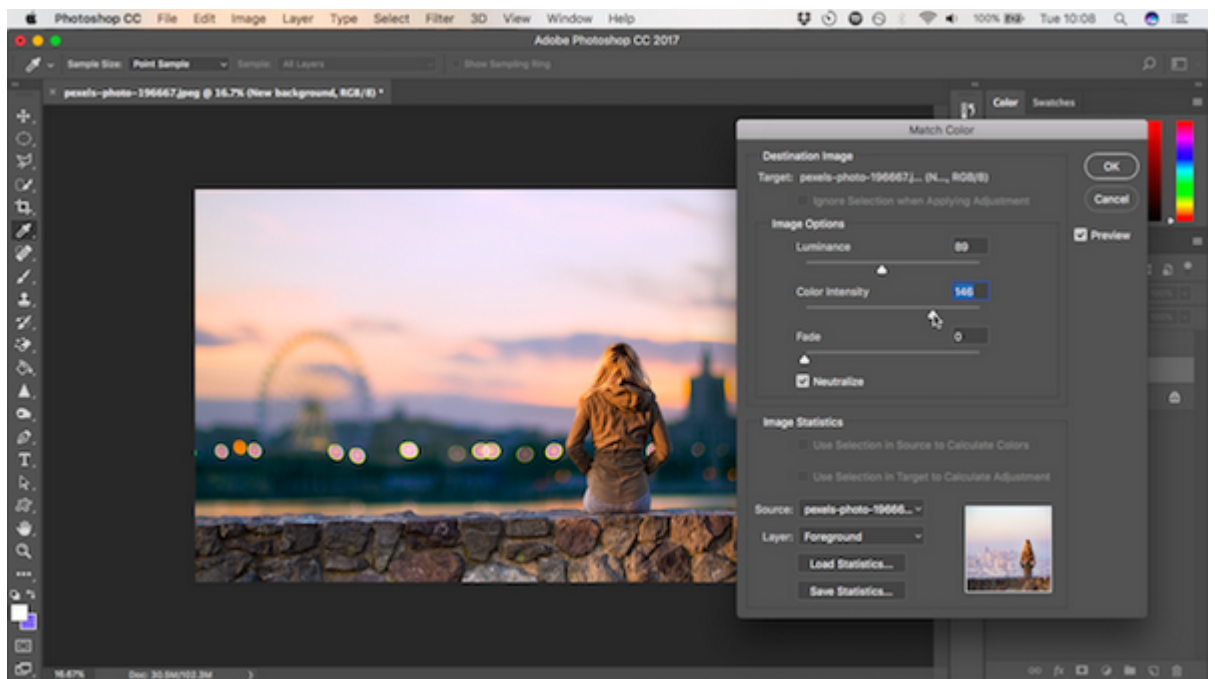 Photoshop CC File Edit Image Layer Type Select Filter 3D View Window Help 100% Tue 10:08
Adobe Photoshop CC 2017
Sample Size: Point Sample Sample: All Layers Show Sampling Ring
× pexels-photo-196667.jpeg @ 16.7% (New background, RGB/8) *
Color Swatches
Match Color
Destination Image
Target: pexels-photo-196667.j... (N..., RGB/8)
OK
Ignore Selection when Applying Adjustment
Cancel
Image Options
Preview
Luminance 89
Color Intensity 146
Fade 0
Neutralize
Image Statistics
Use Selection in Source to Calculate Colors
Use Selection in Target to Calculate Adjustment
Source: pexels-photo-19666...
Layer: Foreground
Load Statistics...
Save Statistics...
16.67% Doc: 30.5M/102.3M